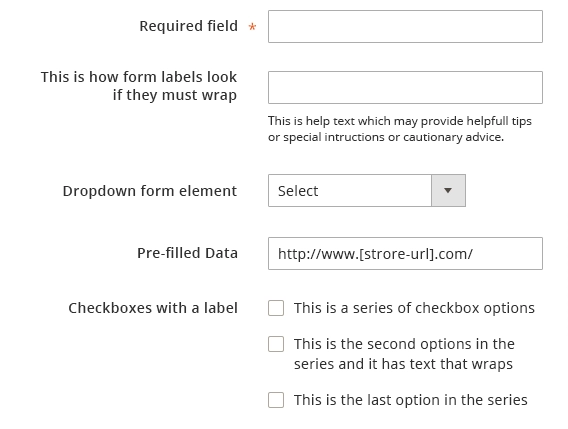 Required field *
This is how form labels look
if they must wrap
This is help text which may provide helpfull tips
or special intructions or cautionary advice.
Dropdown form element
Select
Pre-filled Data
http://www.[strore-url].com/
Checkboxes with a label
This is a series of checkbox options
This is the second options in the
series and it has text that wraps
This is the last option in the series